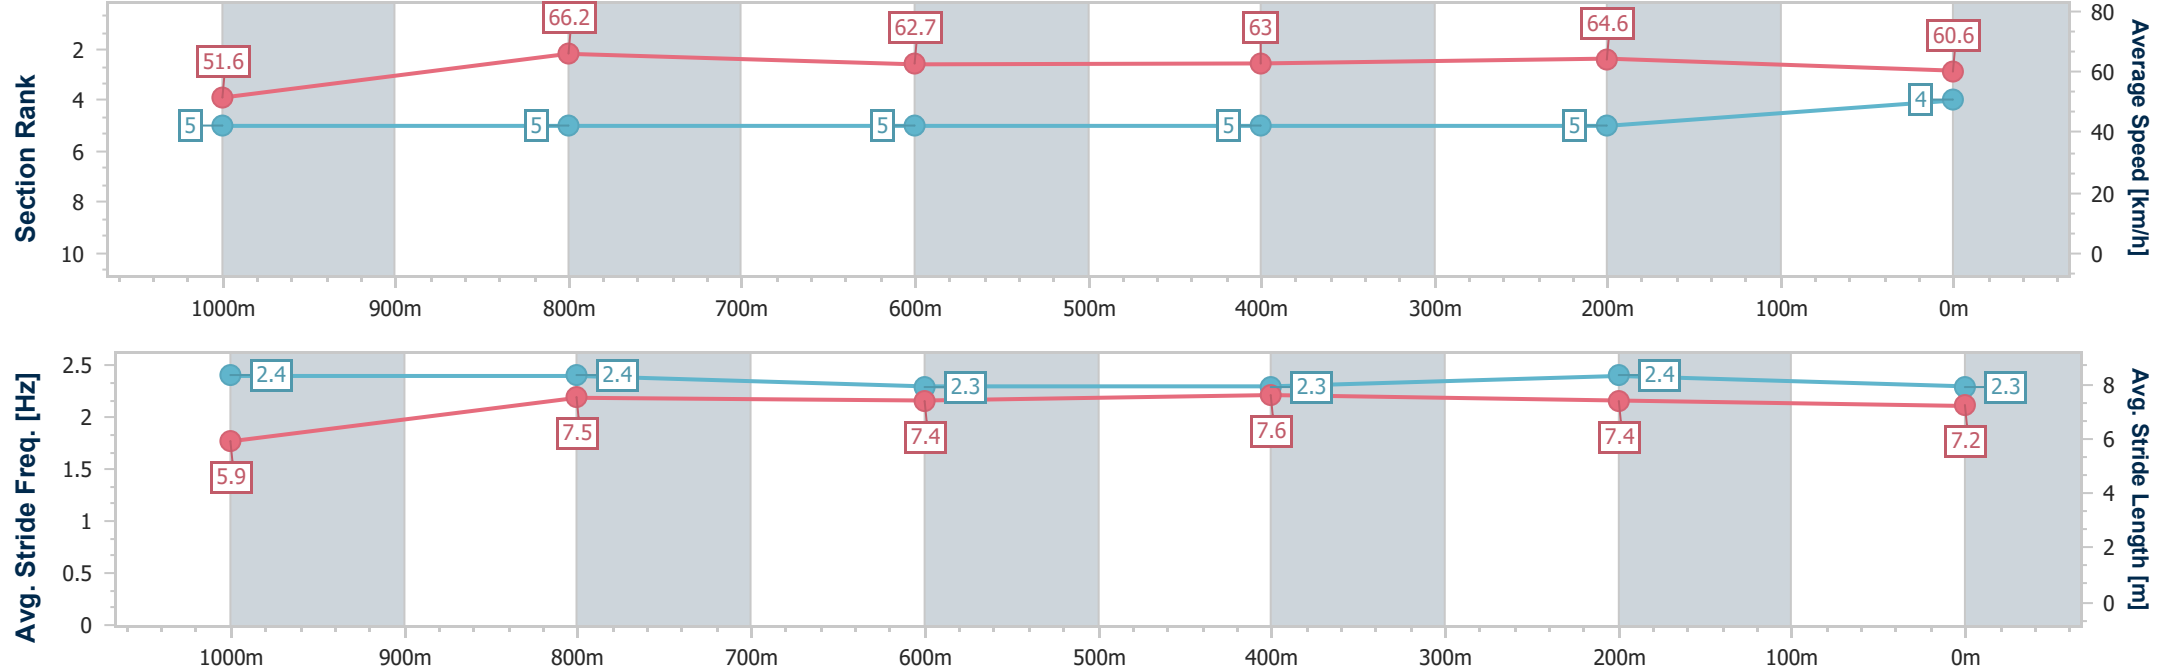 Section Rank
2
4
6
8
10
51.6
66.2
62.7
63
64.6
60.6
5
5
5
5
5
4
80
60
40
20
0
Average Speed [km/h]
1000m
900m
800m
700m
600m
500m
400m
300m
200m
100m
0m
Avg. Stride Freq. [Hz]
2.5
2
1.5
1
0.5
0
2.4
2.4
2.3
2.3
2.4
2.3
5.9
7.5
7.4
7.6
7.4
7.2
8
6
4
2
0
Avg. Stride Length [m]
1000m
900m
800m
700m
600m
500m
400m
300m
200m
100m
0m